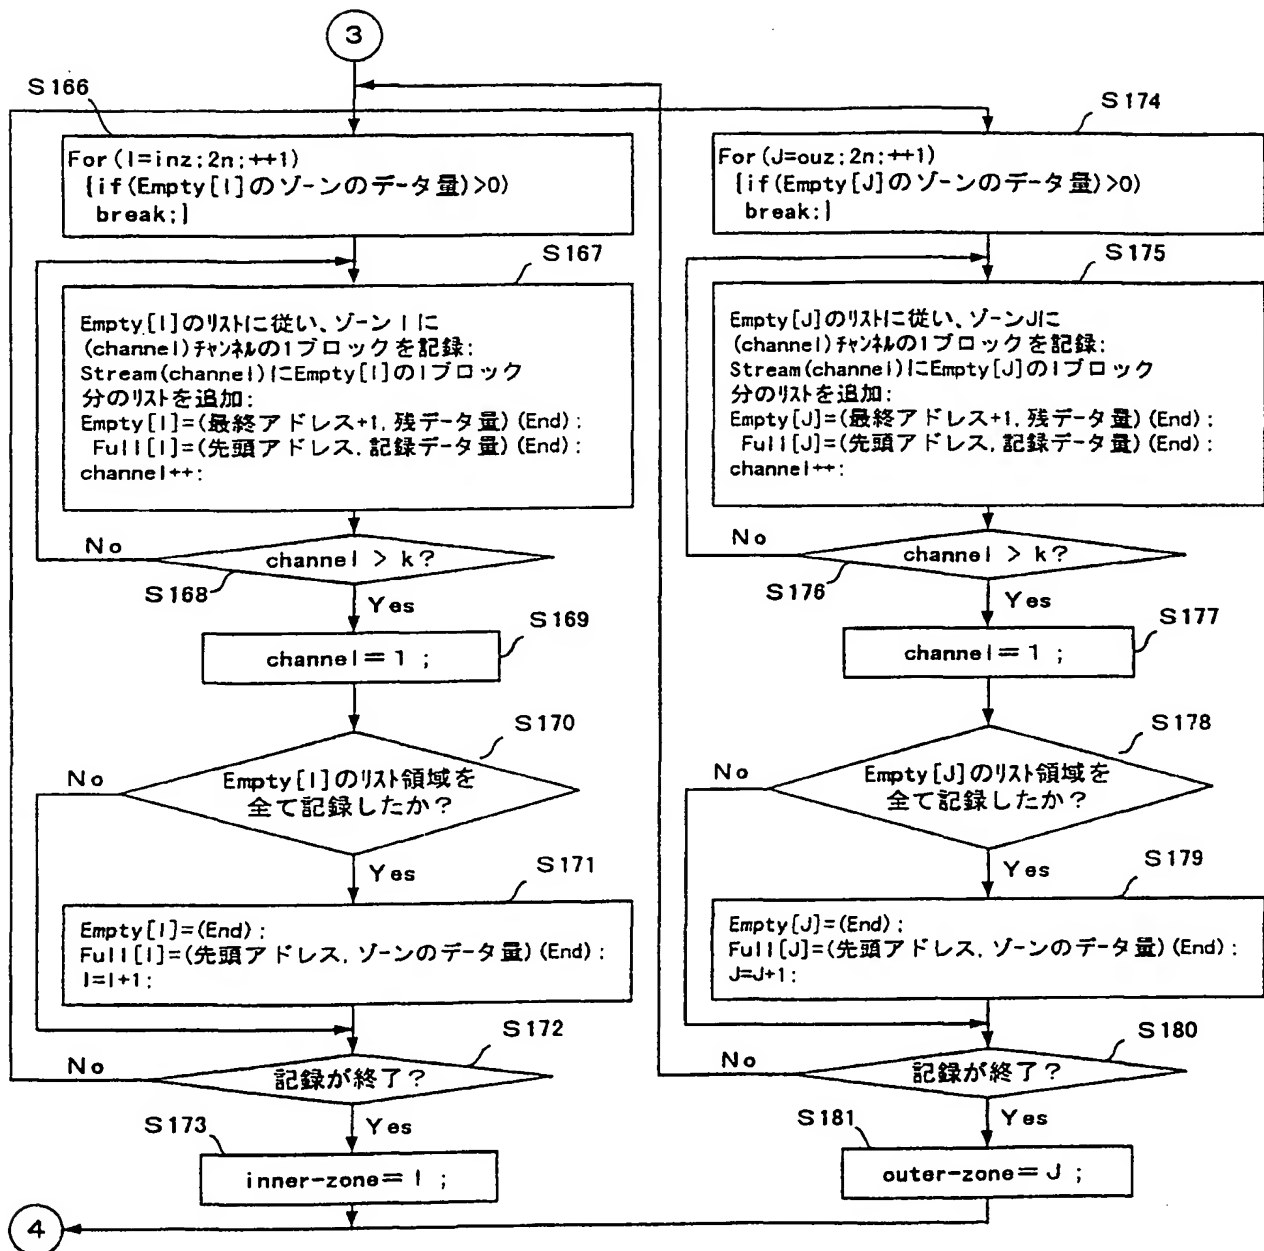 3
S166
For(I=inz;2n;++1)
{if(Empty[I]のゾーンのデータ量)>0)
break;}
S167
Empty[I]のリストに従い、ゾーンIに
(channel)チャンネルの1ブロックを記録:
Stream(channel)にEmpty[I]の1ブロック
分のリストを追加:
Empty[I]=(最終アドレス+1,残データ量)(End):
Full[I]=(先頭アドレス,記録データ量)(End):
channel++:
No
channel > k?
S168
Yes
S169
channel=1 ;
S170
No
Empty[I]のリスト領域を
全て記録したか?
Yes
S171
Empty[I]=(End):
Full[I]=(先頭アドレス,ゾーンのデータ量)(End):
I=I+1:
S172
No
記録が終了?
Yes
S173
inner-zone=I ;
4
S174
For(J=ouz;2n;++1)
{if(Empty[J]のゾーンのデータ量)>0)
break;}
S175
Empty[J]のリストに従い、ゾーンJに
(channel)チャンネルの1ブロックを記録:
Stream(channel)にEmpty[J]の1ブロック
分のリストを追加:
Empty[J]=(最終アドレス+1,残データ量)(End):
Full[J]=(先頭アドレス,記録データ量)(End):
channel++:
No
channel > k?
S176
Yes
S177
channel=1 ;
S178
No
Empty[J]のリスト領域を
全て記録したか?
Yes
S179
Empty[J]=(End):
Full[J]=(先頭アドレス,ゾーンのデータ量)(End):
J=J+1:
S180
No
記録が終了?
Yes
S181
outer-zone=J ;